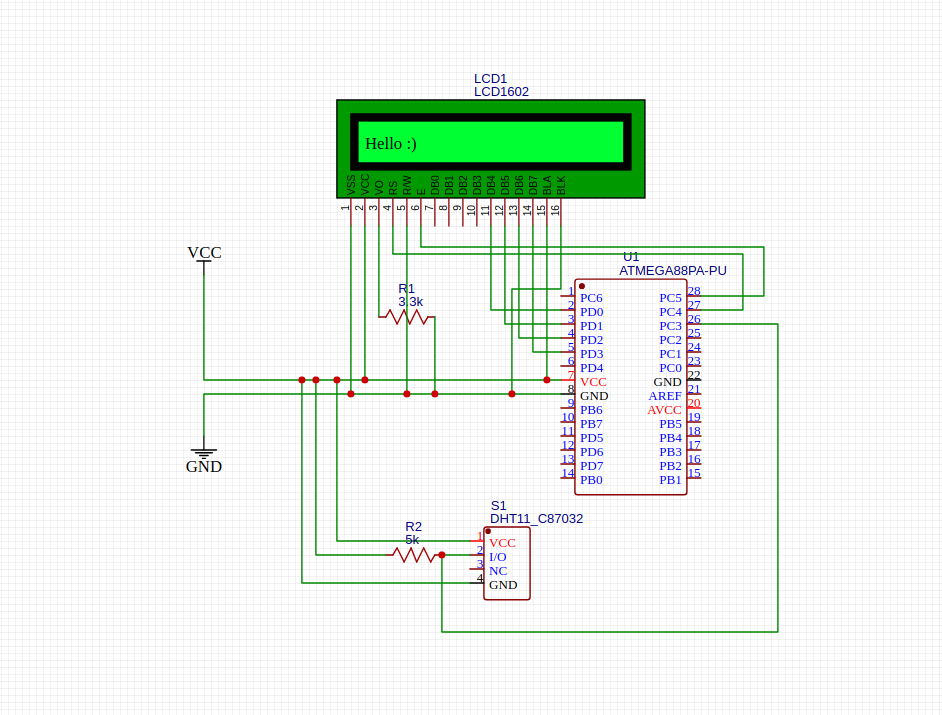 LCD1
LCD1602
Hello :)
VSS VCC VO RS R/W E DB0 DB1 DB2 DB3 DB4 DB5 DB6 DB7 BLA BLK
1 2 3 4 5 6 7 8 9 10 11 12 13 14 15 16
VCC
U1
ATMEGA88PA-PU
R1
3.3k
1 PC6 PC5 28
2 PD0 PC4 27
3 PD1 PC3 26
4 PD2 PC2 25
5 PD3 PC1 24
6 PD4 PC0 23
7 VCC GND 22
8 GND AREF 21
9 PB6 AVCC 20
10 PB7 PB5 19
11 PD5 PB4 18
12 PD6 PB3 17
13 PD7 PB2 16
14 PB0 PB1 15
GND
S1
DHT11_C87032
R2
5k
1 VCC
2 I/O
3 NC
4 GND